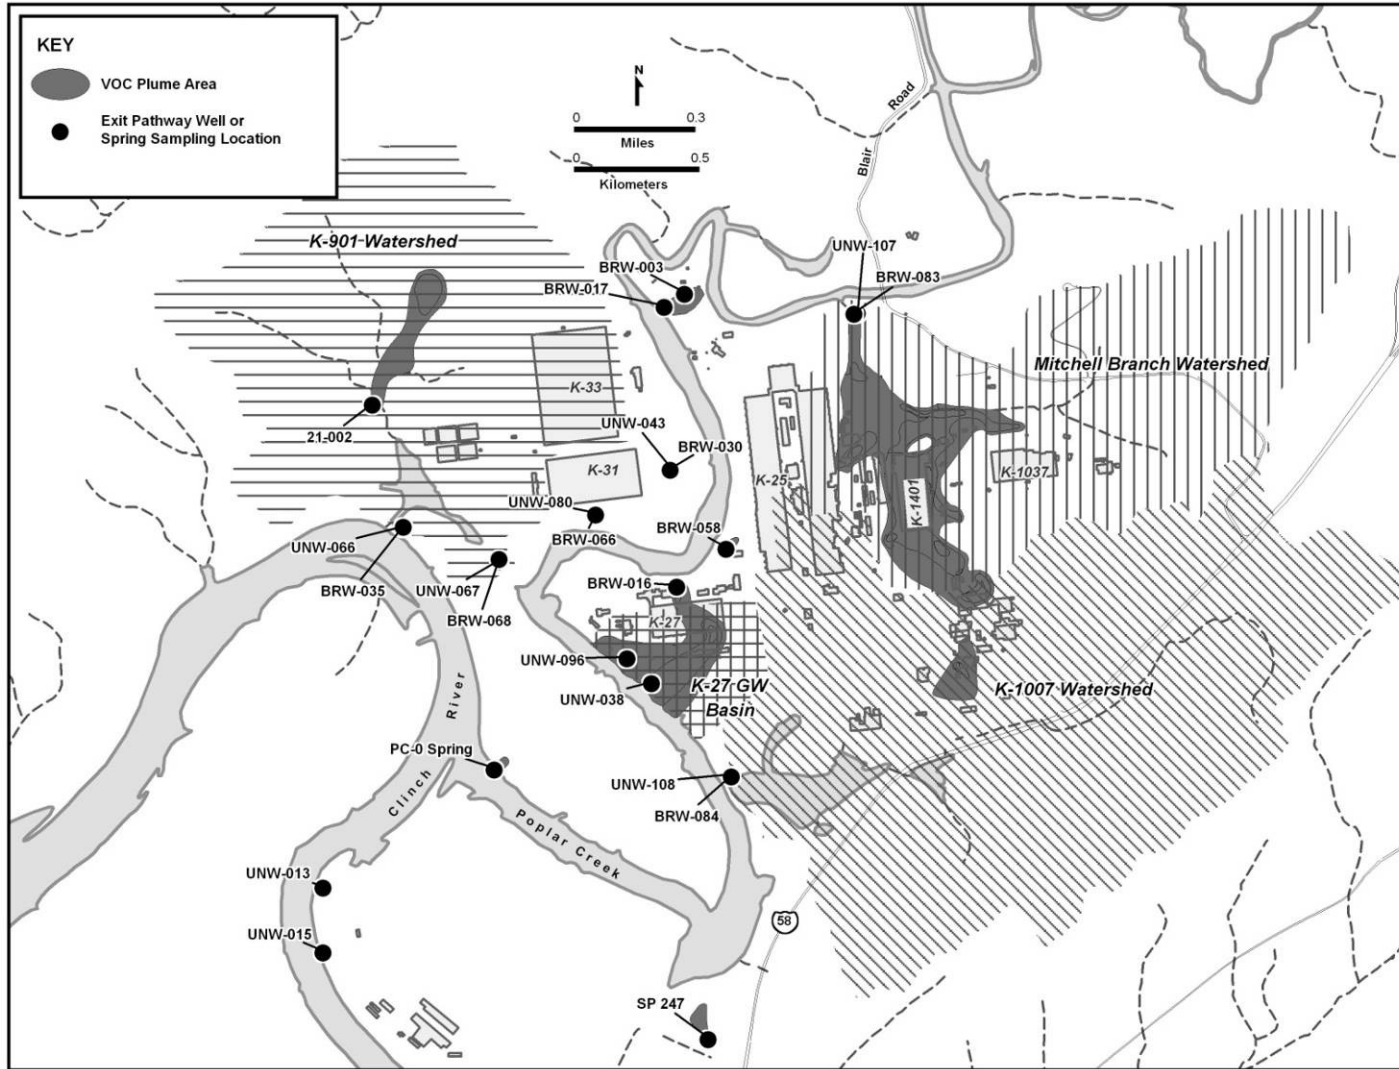 KEY
VOC Plume Area
Exit Pathway Well or
Spring Sampling Location
N
0 0.3
Miles
0 0.5
Kilometers
Blair Road
K-901 Watershed
UNW-107
BRW-083
BRW-003
BRW-017
Mitchell Branch Watershed
K-33
21-002
UNW-043
BRW-030
K-31
K-25
K-1401
K-1037
UNW-080
BRW-066
BRW-058
UNW-066
BRW-035
UNW-067
BRW-068
BRW-016
K-27
UNW-096
UNW-038
K-27 GW
Basin
K-1007 Watershed
PC-0 Spring
Clinch River
Poplar Creek
UNW-108
BRW-084
UNW-013
UNW-015
58
SP 247